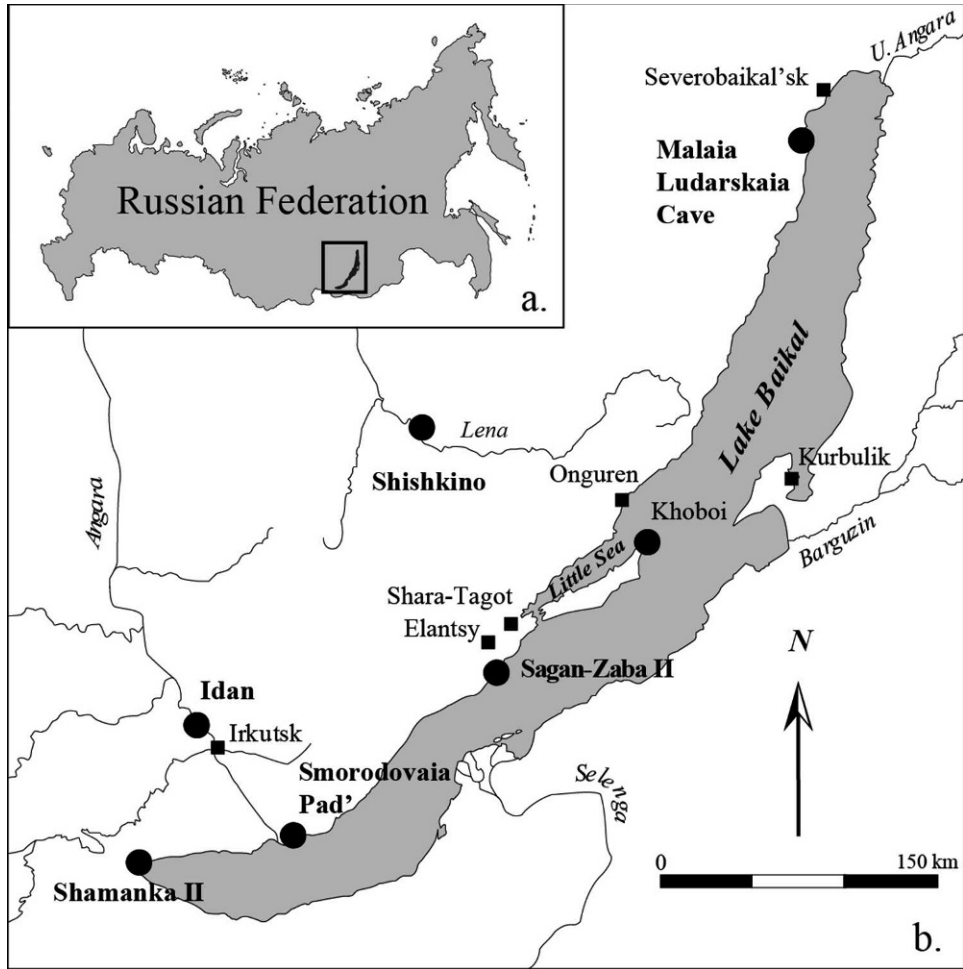 Russian Federation
a.
U. Angara
Severobaikal'sk
Malaia
Ludarskaia
Cave
Lake Baikal
Lena
Shishkino
Angara
Onguren
Kurbulik
Khoboi
Barguzin
Little Sea
Shara-Tagot
Elantsy
N
Sagan-Zaba II
Idan
Irkutsk
Smorodovaia
Pad'
Selenga
Shamanka II
0 150 km
b.